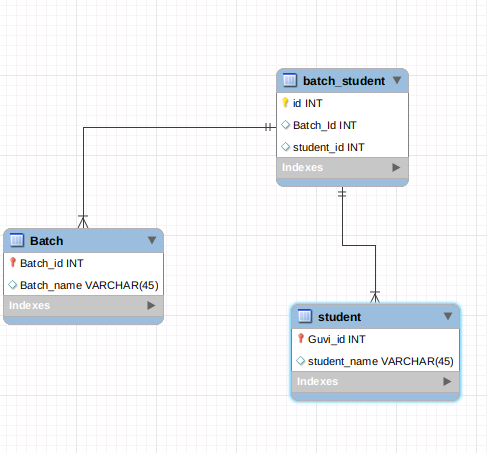 batch_student
id INT
Batch_Id INT
student_id INT
Indexes
Batch
Batch_id INT
Batch_name VARCHAR(45)
Indexes
student
Guvi_id INT
student_name VARCHAR(45)
Indexes